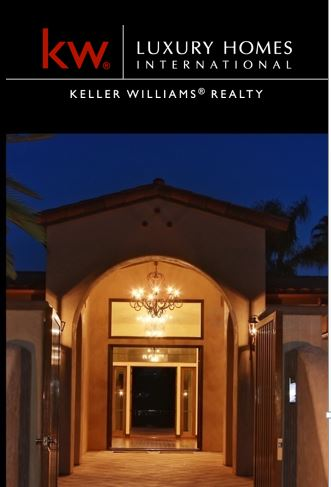 kw® LUXURY HOMES
INTERNATIONAL
KELLER WILLIAMS® REALTY